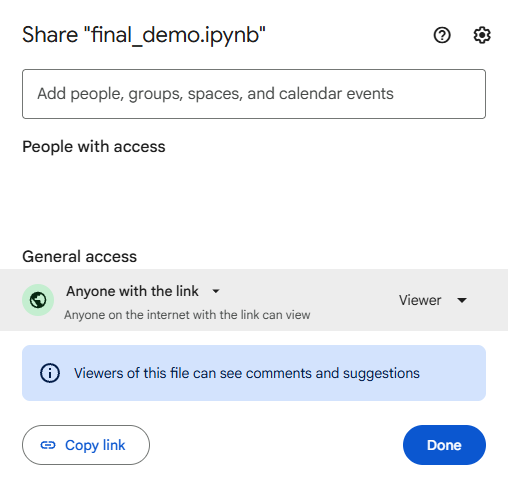 Share "final_demo.ipynb"
Add people, groups, spaces, and calendar events
People with access
General access
Anyone with the link
Anyone on the internet with the link can view
Viewer
Viewers of this file can see comments and suggestions
Copy link
Done